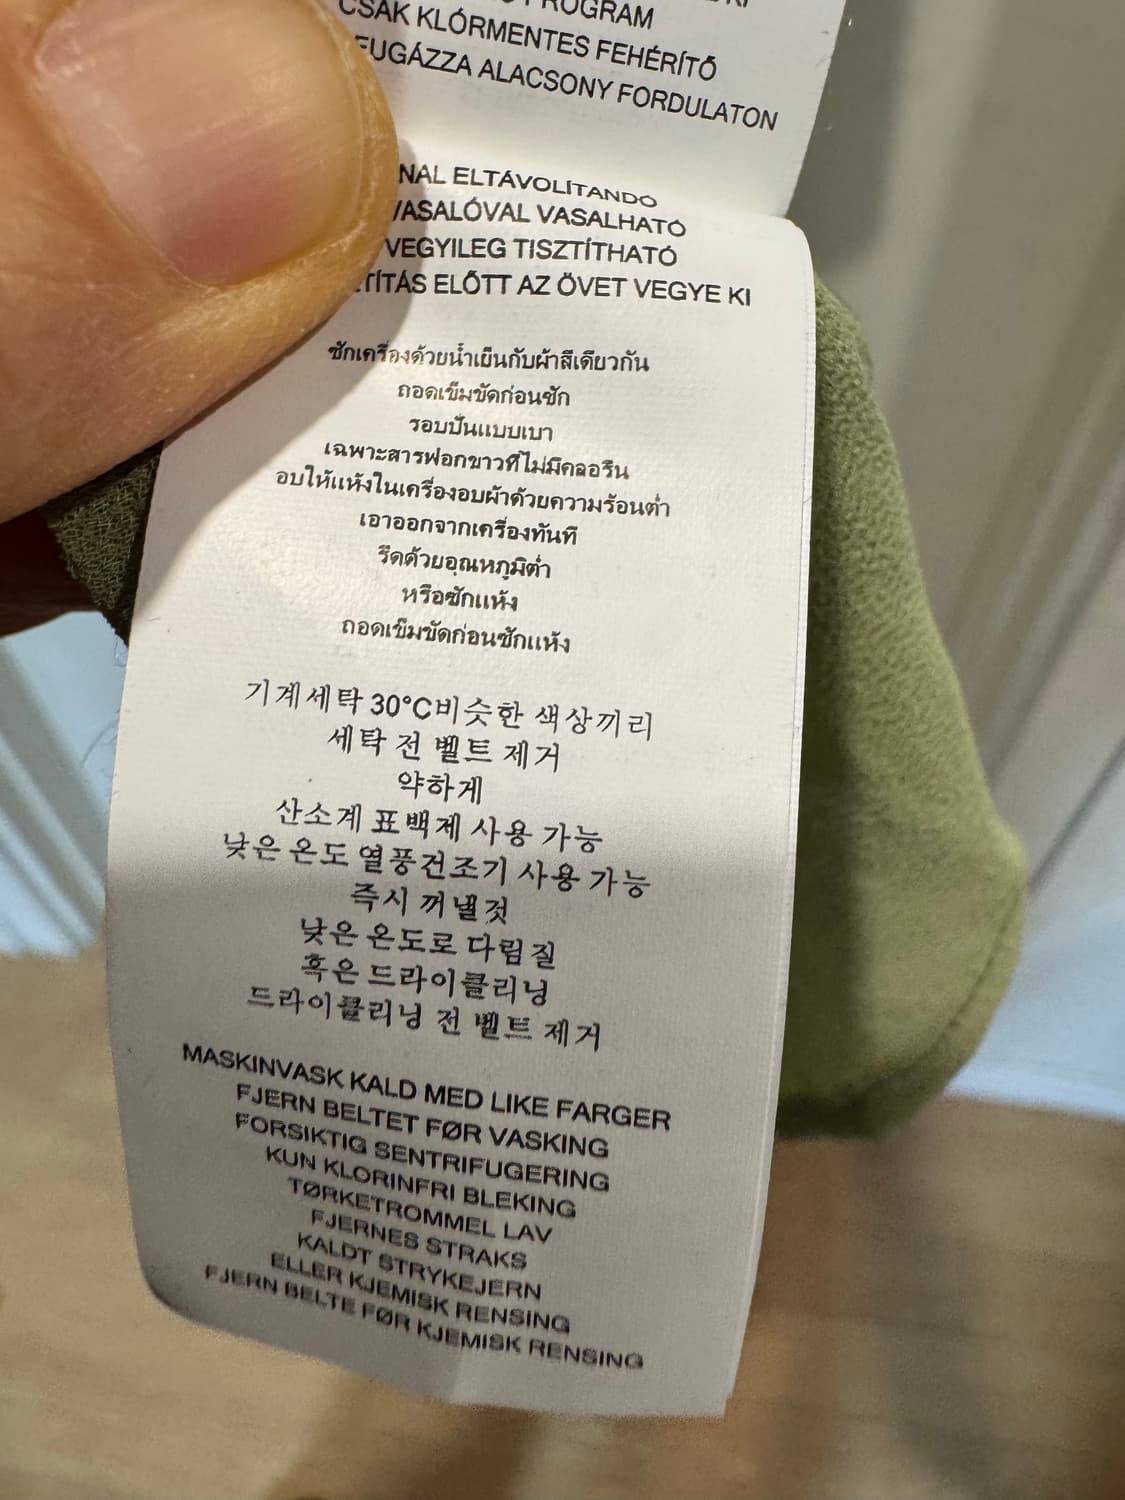 PROGRAM
CSAK KLÓRMENTES FEHÉRÍTŐ
ALACSONY FORDULATON
ELTÁVOLÍTANDÓ
VASALÓVAL VASALHATÓ
VEGYILEG TISZTÍTHATÓ
ELŐTT AZ ÖVET VEGYE KI
ซักเครื่องด้วยน้ำเย็นกับผ้าสีเดียวกัน
ถอดเข็มขัดก่อนซัก
รอบปั่นแบบเบา
เฉพาะสารฟอกขาวที่ไม่มีคลอรีน
อบให้แห้งในเครื่องอบผ้าด้วยความร้อนต่ำ
เอาออกจากเครื่องทันที
รีดด้วยอุณหภูมิต่ำ
หรือซักแห้ง
ถอดเข็มขัดก่อนซักแห้ง
기계세탁 30°C비슷한 색상끼리
세탁 전 벨트 제거
약하게
산소계 표백제 사용 가능
낮은 온도 열풍건조기 사용 가능
즉시 꺼낼것
낮은 온도로 다림질
혹은 드라이클리닝
드라이클리닝 전 벨트 제거
MASKINVASK KALD MED LIKE FARGER
FJERN BELTET FØR VASKING
FORSIKTIG SENTRIFUGERING
KUN KLORINFRI BLEKING
TØRKETROMMEL LAV
FJERNES STRAKS
KALDT STRYKEJERN
ELLER KJEMISK RENSING
FJERN BELTE FØR KJEMISK RENSING